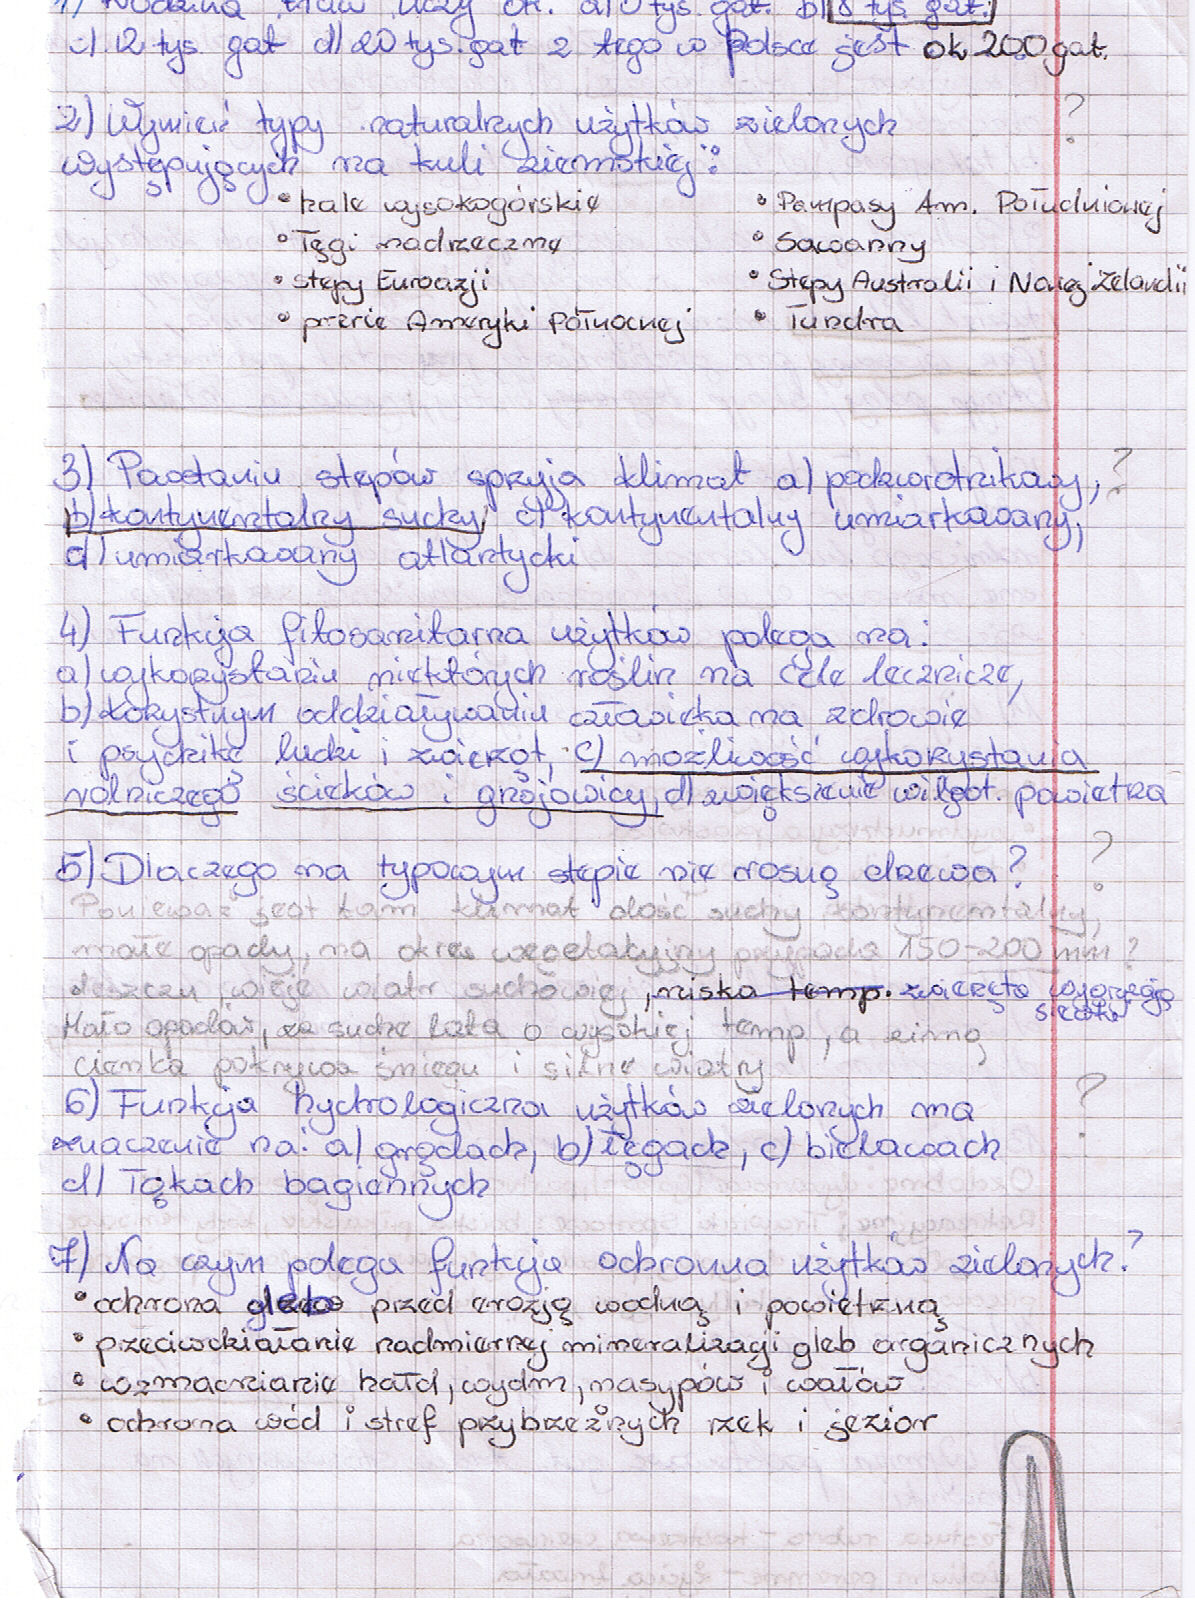 1) Rodzina traw liczy ok. a) 10 tys. gat. b) 8 tys. gat.
c) 12 tys. gat d) 20 tys. gat z tego w Polsce jest ok 200 gat.
2) Wymień typy naturalnych użytków zielonych ?
występujących na kuli ziemskiej:
• hale wysokogórskie • Pampasy Am. Południowej
• Łęgi nadrzeczne • Sawanny
• stepy Euroazji • Stepy Australii i Nowej Zelandii
• prerie Ameryki Północnej • Tundra
3) Powstaniu stepów sprzyja klimat a) podzwrotnikowy, ?
b) kontynentalny suchy, c) kontynentalny umiarkowany,
d) umiarkowany atlantycki
4) Funkcja fitosanitarna użytków polega na:
a) wykorzystaniu niektórych roślin na cele lecznicze,
b) korzystnym oddziaływaniu człowieka na zdrowie
i psychikę ludzi i zwierząt, c) możliwość wykorzystania
rolniczego ścieków i gnojowicy, d) zwiększenie wilgot. powietrza
5) Dlaczego na typowym stepie nie rosną drzewa? ?
Ponieważ jest tam klimat dość suchy kontynentalny,
małe opady, na okres wegetacyjny przypada 150-200 mm ?
deszczu, wieje wiatr suchowiej, niska temp. zwierzęta wyjrzają
siewki
Mało opadów, za suche lata o wysokiej temp, a zimną
cienka pokrywa śniegu i silne wiatry
6) Funkcja hydrologiczna użytków zielonych ma ?
znaczenie na: a) grądach, b) łęgach, c) bielawach
d) Łąkach bagiennych
7) Na czym polega funkcja ochronna użytków zielonych?
• ochrona gleb przed erozją wodną i powietrzną
• przeciwdziałanie nadmiernej mineralizacji gleb organicznych
• wzmacnianie hałd, wydm, nasypów i wałów
• ochrona wód i stref przybrzeżnych rzek i jezior